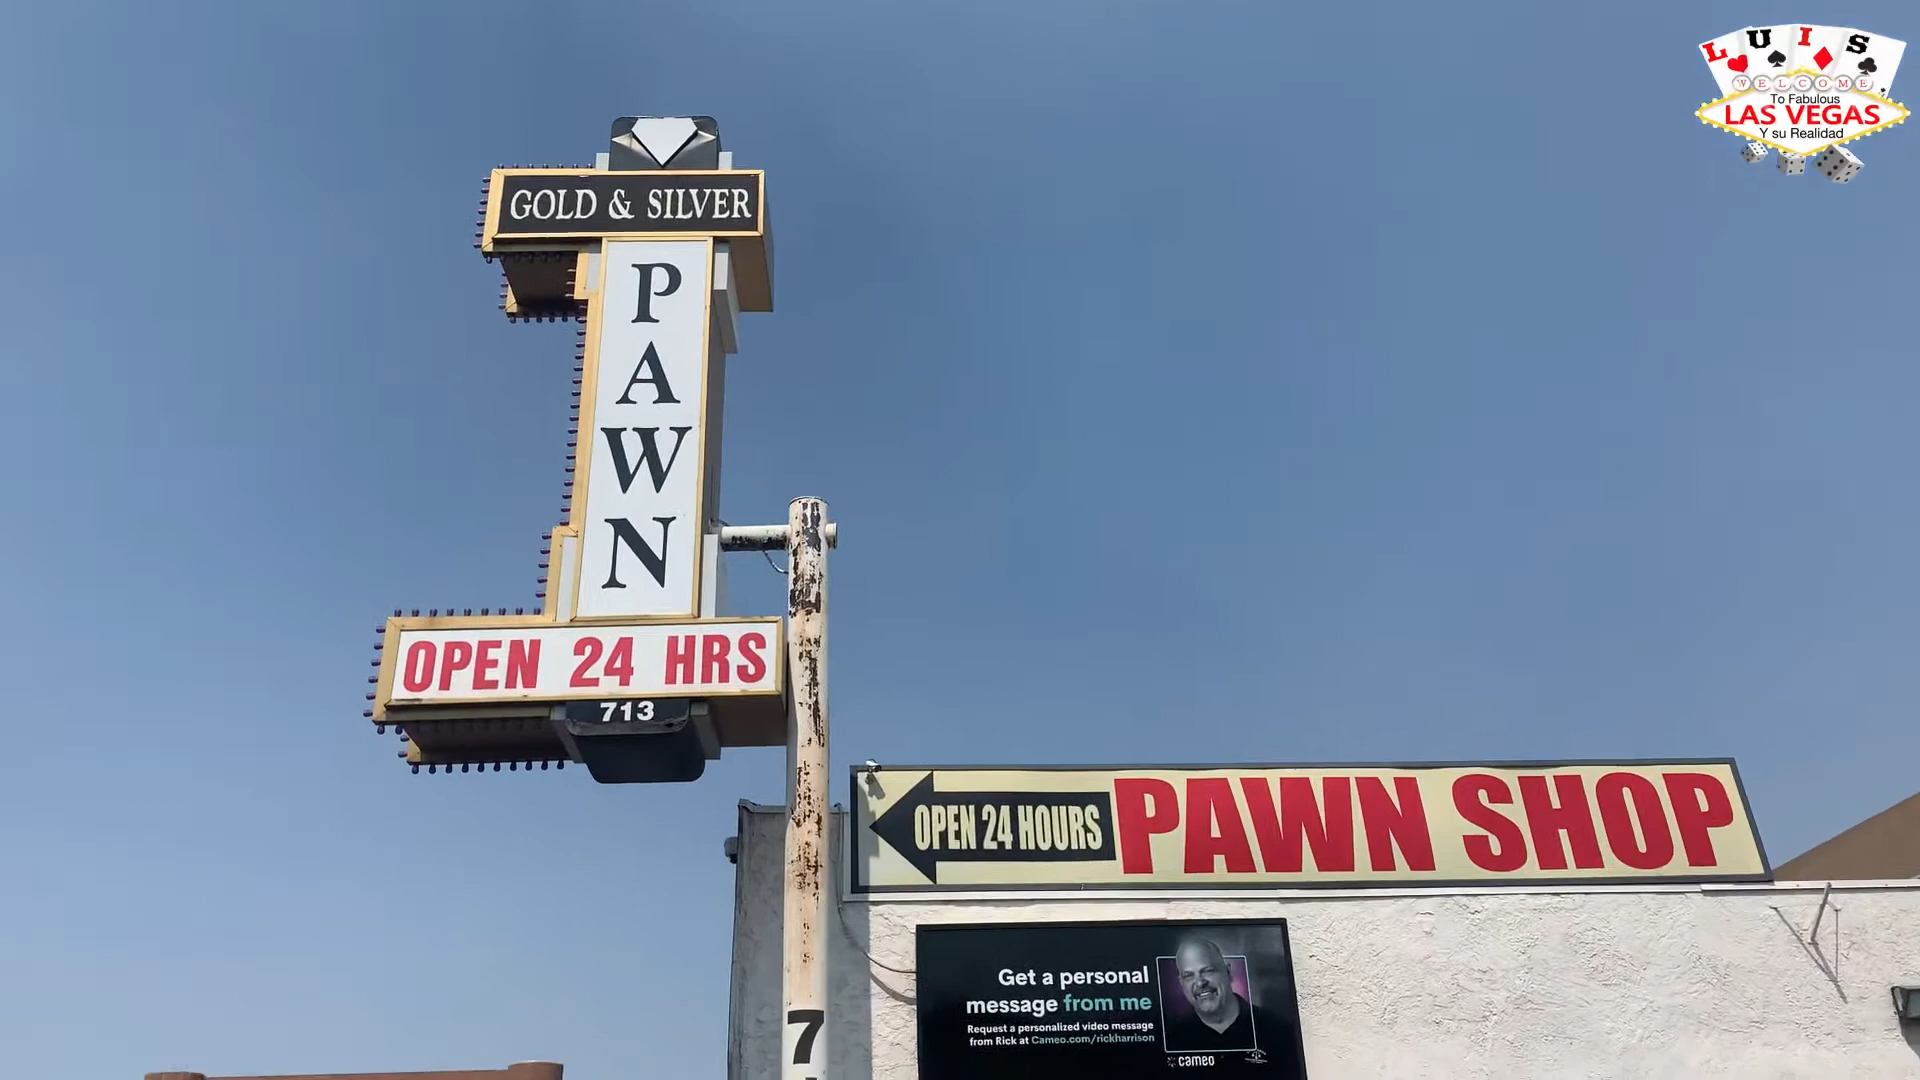 L U I S
WELCOME
To Fabulous
LAS VEGAS
Y su Realidad
GOLD & SILVER
P
A
W
N
OPEN 24 HRS
713
OPEN 24 HOURS PAWN SHOP
Get a personal
message from me
Request a personalized video message
from Rick at Cameo.com/rickharrison
cameo
7